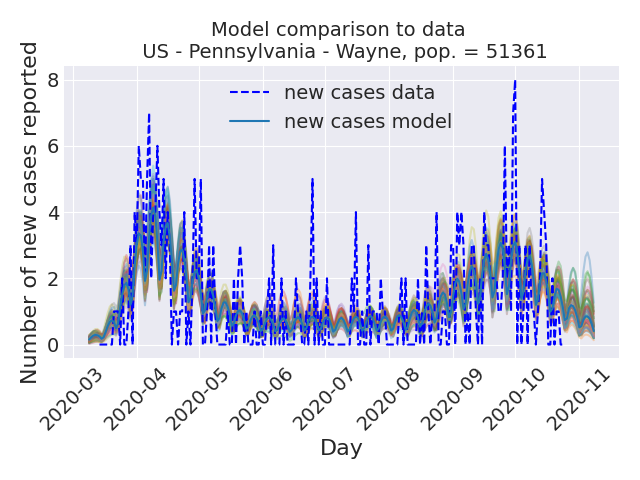 Model comparison to data
US - Pennsylvania - Wayne, pop. = 51361
Number of new cases reported
8
6
4
2
0
new cases data
new cases model
2020-03
2020-04
2020-05
2020-06
2020-07
2020-08
2020-09
2020-10
2020-11
Day